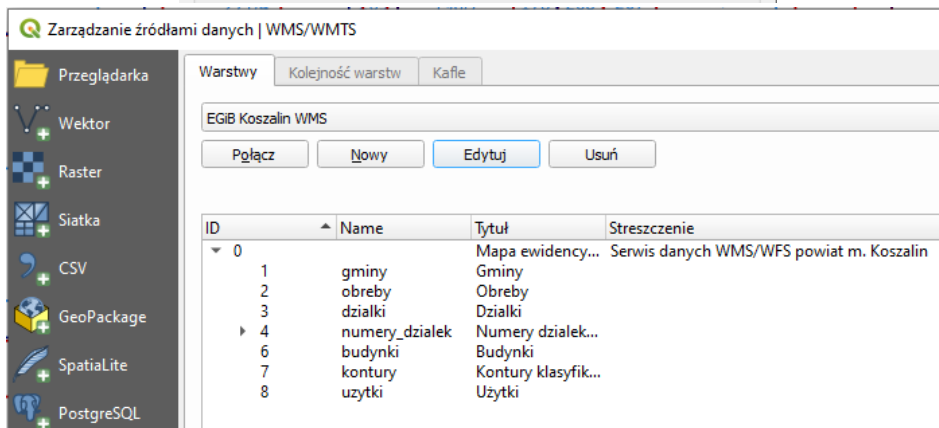 Zarządzanie źródłami danych | WMS/WMTS
Przeglądarka
Wektor
Raster
Siatka
CSV
GeoPackage
SpatiaLite
PostgreSQL
Warstwy Kolejność warstw Kafle
EGiB Koszalin WMS
Połącz Nowy Edytuj Usuń
ID Name Tytuł Streszczenie
0 Mapa ewidency... Serwis danych WMS/WFS powiat m. Koszalin
1 gminy Gminy
2 obreby Obreby
3 dzialki Dzialki
4 numery_dzialek Numery dzialek...
6 budynki Budynki
7 kontury Kontury klasyfik...
8 uzytki Użytki